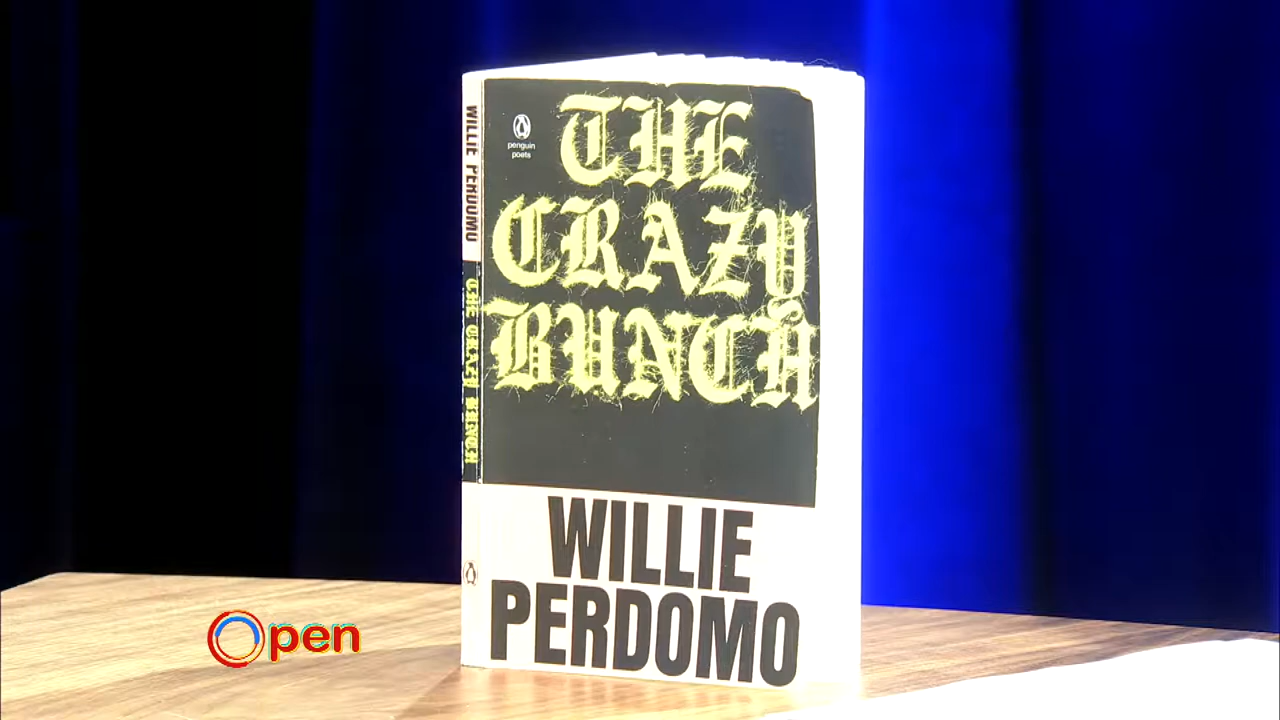 WILLIE PERDOMO
THE CRAZY BUNCH
penguin
poets
THE
CRAZY
BUNCH
WILLIE
PERDOMO
Open